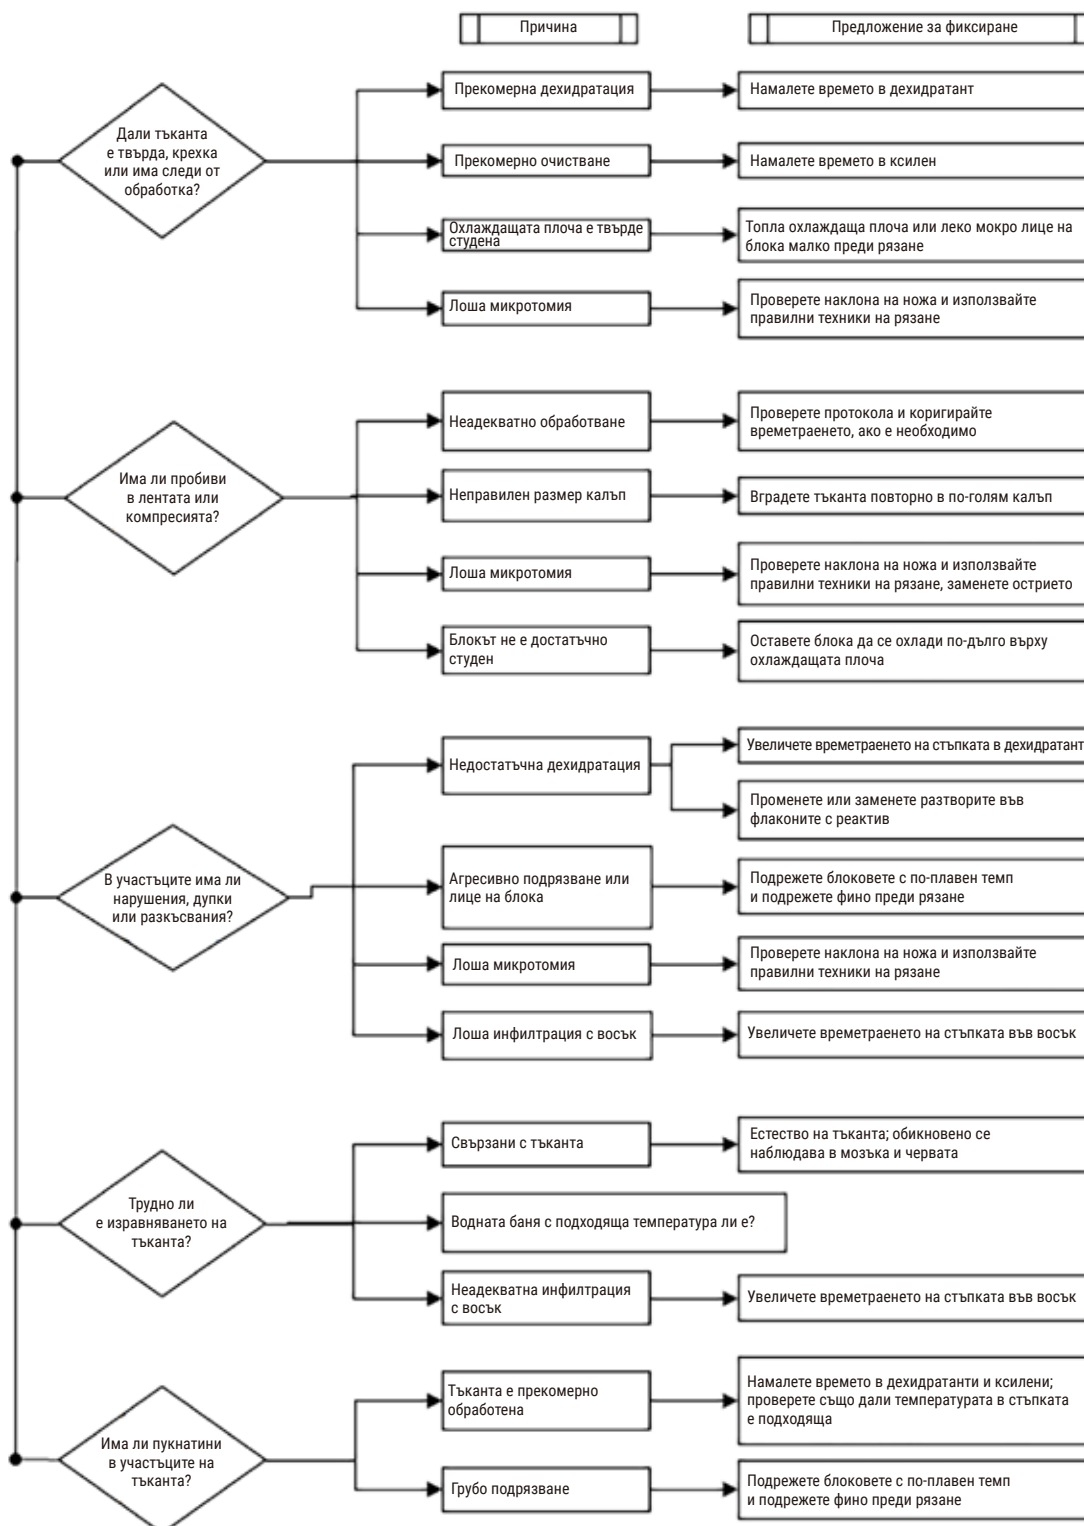 Причина
Предложение за фиксиране
Дали тъканта
е твърда, крехка
или има следи от
обработка?
Прекомерна дехидратация
Намалете времето в дехидратант
Прекомерно очистване
Намалете времето в ксилен
Охлаждащата плоча е твърде
студена
Топла охлаждаща плоча или леко мокро лице на
блока малко преди рязане
Лоша микротомия
Проверете наклона на ножа и използвайте
правилни техники на рязане
Има ли пробиви
в лентата или
компресията?
Неадекватно обработване
Проверете протокола и коригирайте
времетраенето, ако е необходимо
Неправилен размер калъп
Вградете тъканта повторно в по-голям калъп
Лоша микротомия
Проверете наклона на ножа и използвайте
правилни техники на рязане, заменете острието
Блокът не е достатъчно
студен
Оставете блока да се охлади по-дълго върху
охлаждащата плоча
В участъците има ли
нарушения, дупки
или разкъсвания?
Недостатъчна дехидратация
Увеличете времетраенето на стъпката в дехидратант
Променете или заменете разтворите във
флаконите с реактив
Агресивно подрязване или
лице на блока
Подрежете блоковете с по-плавен темп
и подрежете фино преди рязане
Лоша микротомия
Проверете наклона на ножа и използвайте
правилни техники на рязане
Лоша инфилтрация с восък
Увеличете времетраенето на стъпката във восък
Трудно ли
е изравняването на
тъканта?
Свързани с тъканта
Естество на тъканта; обикновено се
наблюдава в мозъка и червата
Водната баня с подходяща температура ли е?
Неадекватна инфилтрация
с восък
Увеличете времетраенето на стъпката във восък
Има ли пукнатини
в участъците на
тъканта?
Тъканта е прекомерно
обработена
Намалете времето в дехидратанти и ксилени;
проверете също дали температурата в стъпката
е подходяща
Грубо подрязване
Подрежете блоковете с по-плавен темп
и подрежете фино преди рязане